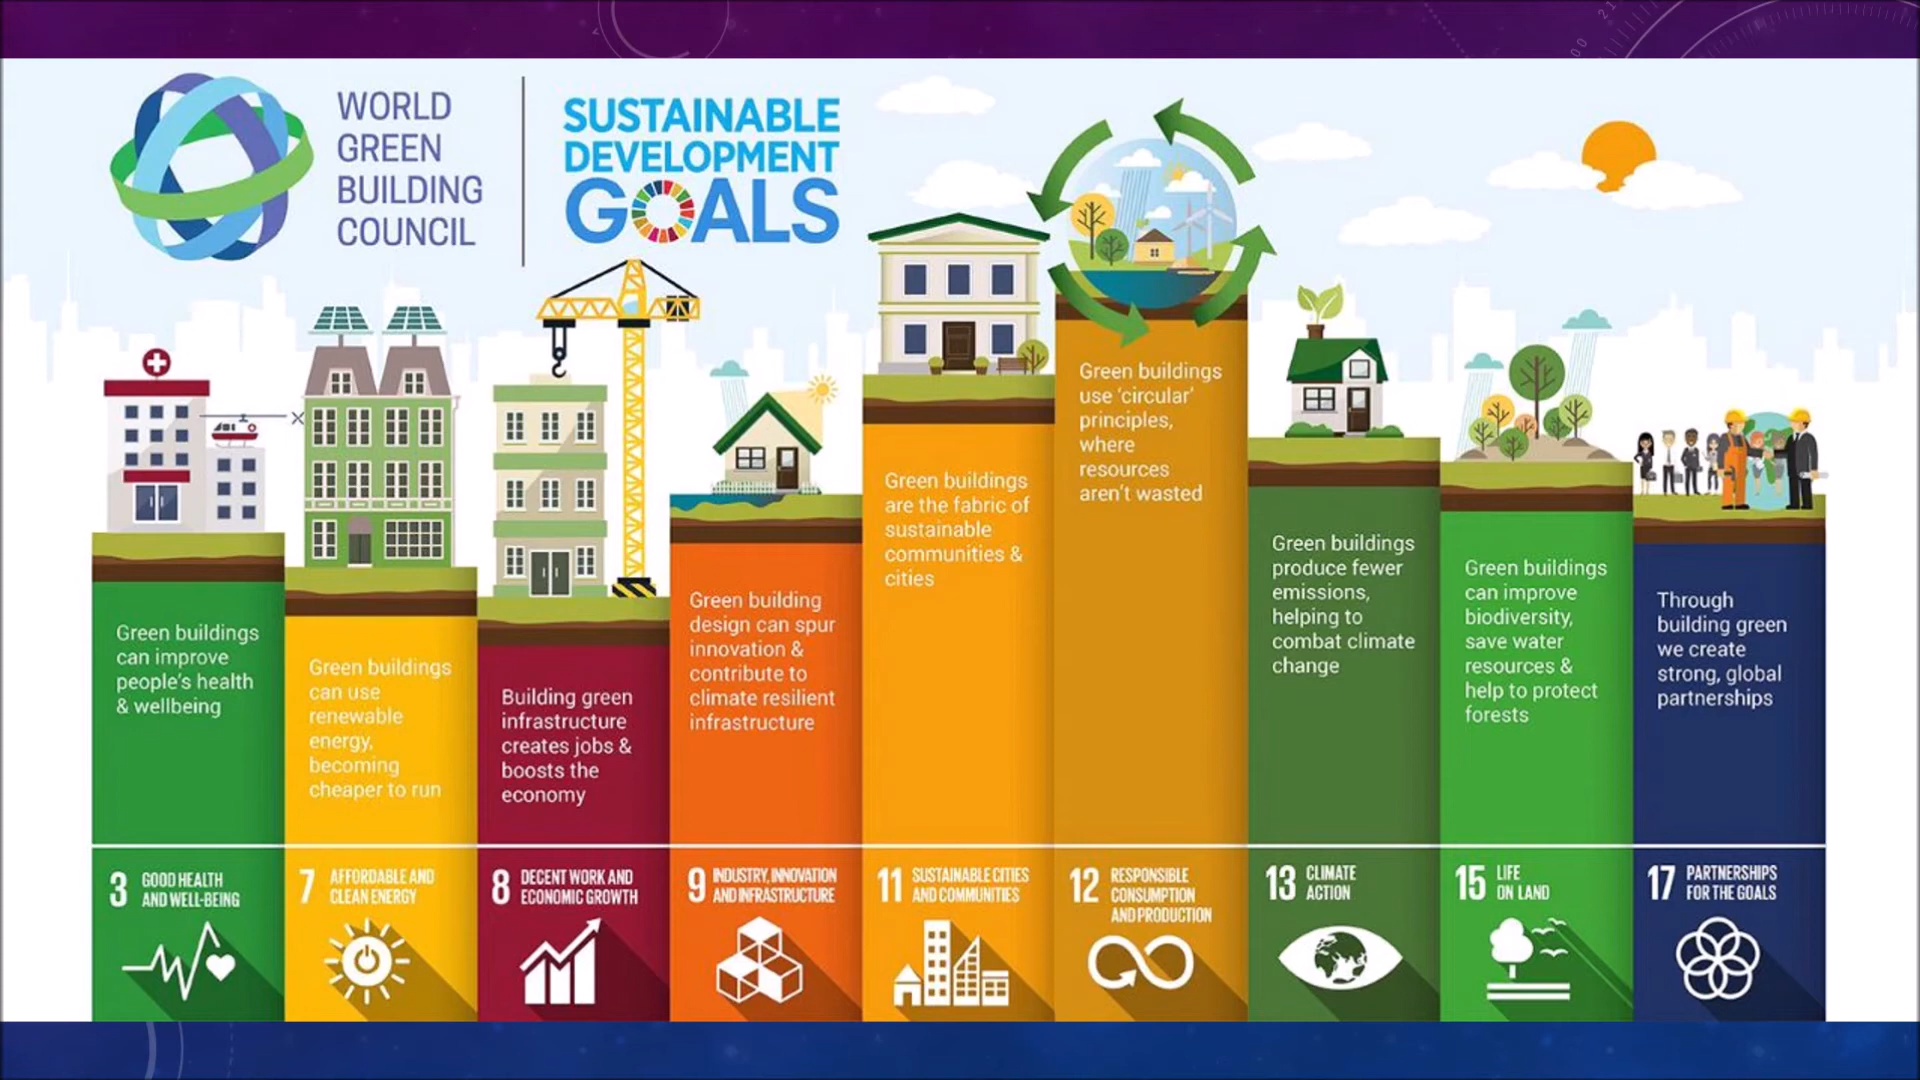 WORLD
GREEN
BUILDING
COUNCIL
SUSTAINABLE
DEVELOPMENT
GOALS
Green buildings
can improve
people's health
& wellbeing
Green buildings
can use
renewable
energy,
becoming
cheaper to run
Building green
infrastructure
creates jobs &
boosts the
economy
Green building
design can spur
innovation &
contribute to
climate resilient
infrastructure
Green buildings
are the fabric of
sustainable
communities &
cities
Green buildings
use 'circular'
principles,
where
resources
aren't wasted
Green buildings
produce fewer
emissions,
helping to
combat climate
change
Green buildings
can improve
biodiversity,
save water
resources &
help to protect
forests
Through
building green
we create
strong, global
partnerships
3 GOOD HEALTH
AND WELL-BEING
7 AFFORDABLE AND
CLEAN ENERGY
8 DECENT WORK AND
ECONOMIC GROWTH
9 INDUSTRY, INNOVATION
AND INFRASTRUCTURE
11 SUSTAINABLE CITIES
AND COMMUNITIES
12 RESPONSIBLE
CONSUMPTION
AND PRODUCTION
13 CLIMATE
ACTION
15 LIFE
ON LAND
17 PARTNERSHIPS
FOR THE GOALS